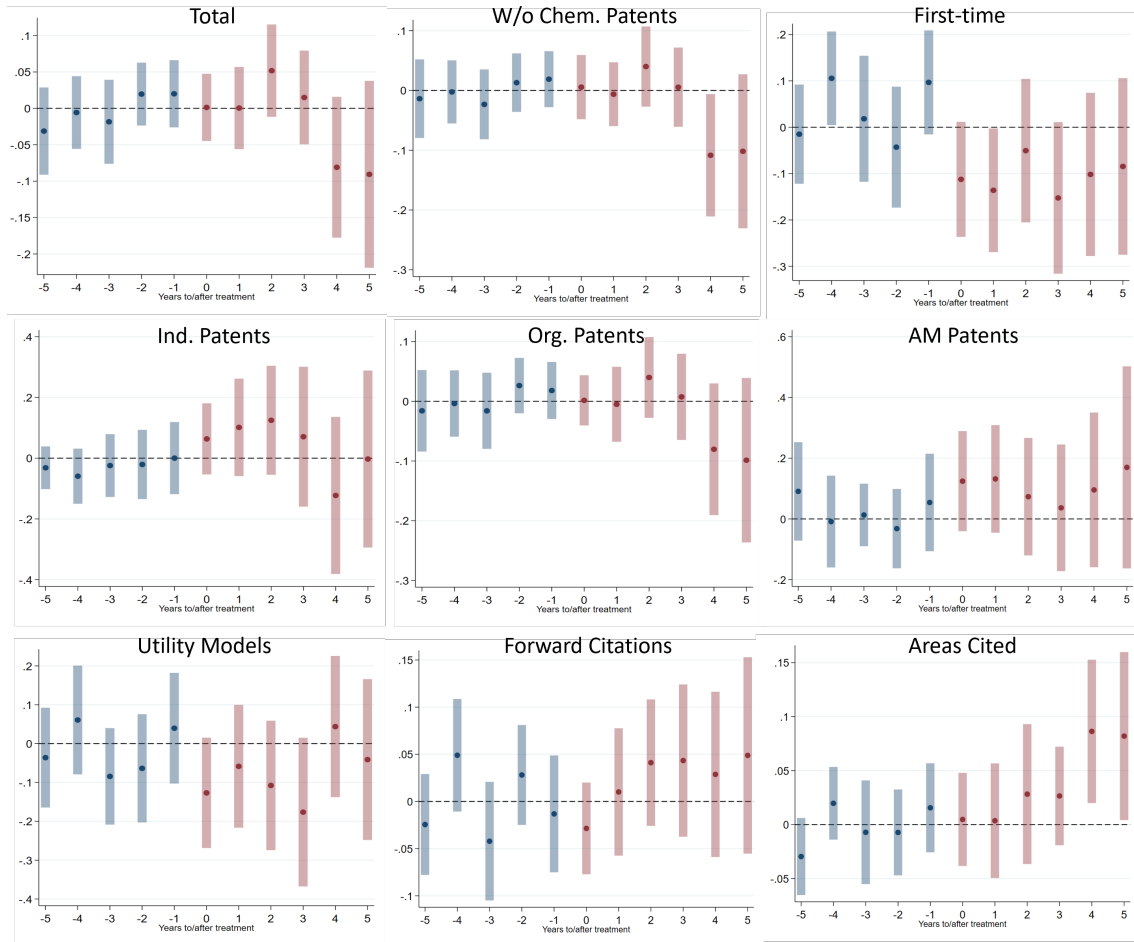 Total
.1
.05
0
-.05
-.1
-.15
-.2
-5 -4 -3 -2 -1 0 1 2 3 4 5
Years to/after treatment
W/o Chem. Patents
.1
0
-.1
-.2
-.3
-5 -4 -3 -2 -1 0 1 2 3 4 5
Years to/after treatment
First-time
.2
.1
0
-.1
-.2
-.3
-5 -4 -3 -2 -1 0 1 2 3 4 5
Years to/after treatment
Ind. Patents
.4
.2
0
-.2
-.4
-5 -4 -3 -2 -1 0 1 2 3 4 5
Years to/after treatment
Org. Patents
.1
0
-.1
-.2
-.3
-5 -4 -3 -2 -1 0 1 2 3 4 5
Years to/after treatment
AM Patents
.6
.4
.2
0
-.2
-5 -4 -3 -2 -1 0 1 2 3 4 5
Years to/after treatment
Utility Models
.2
.1
0
-.1
-.2
-.3
-.4
-5 -4 -3 -2 -1 0 1 2 3 4 5
Years to/after treatment
Forward Citations
.15
.1
.05
0
-.05
-.1
-5 -4 -3 -2 -1 0 1 2 3 4 5
Years to/after treatment
Areas Cited
.15
.1
.05
0
-.05
-5 -4 -3 -2 -1 0 1 2 3 4 5
Years to/after treatment